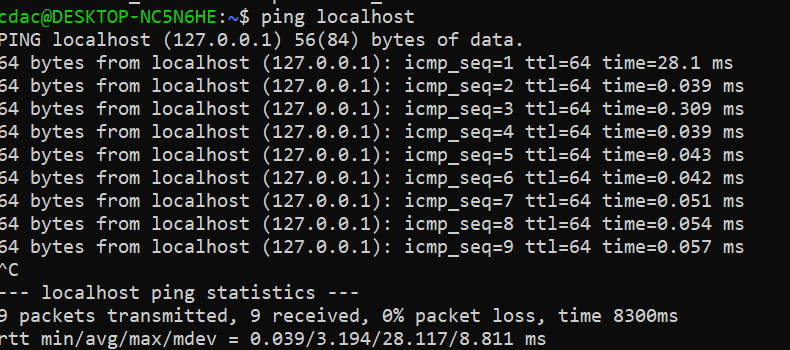 cdac@DESKTOP-NC5N6HE:~$ ping localhost
PING localhost (127.0.0.1) 56(84) bytes of data.
64 bytes from localhost (127.0.0.1): icmp_seq=1 ttl=64 time=28.1 ms
64 bytes from localhost (127.0.0.1): icmp_seq=2 ttl=64 time=0.039 ms
64 bytes from localhost (127.0.0.1): icmp_seq=3 ttl=64 time=0.309 ms
64 bytes from localhost (127.0.0.1): icmp_seq=4 ttl=64 time=0.039 ms
64 bytes from localhost (127.0.0.1): icmp_seq=5 ttl=64 time=0.043 ms
64 bytes from localhost (127.0.0.1): icmp_seq=6 ttl=64 time=0.042 ms
64 bytes from localhost (127.0.0.1): icmp_seq=7 ttl=64 time=0.051 ms
64 bytes from localhost (127.0.0.1): icmp_seq=8 ttl=64 time=0.054 ms
64 bytes from localhost (127.0.0.1): icmp_seq=9 ttl=64 time=0.057 ms
^C
--- localhost ping statistics ---
9 packets transmitted, 9 received, 0% packet loss, time 8300ms
rtt min/avg/max/mdev = 0.039/3.194/28.117/8.811 ms